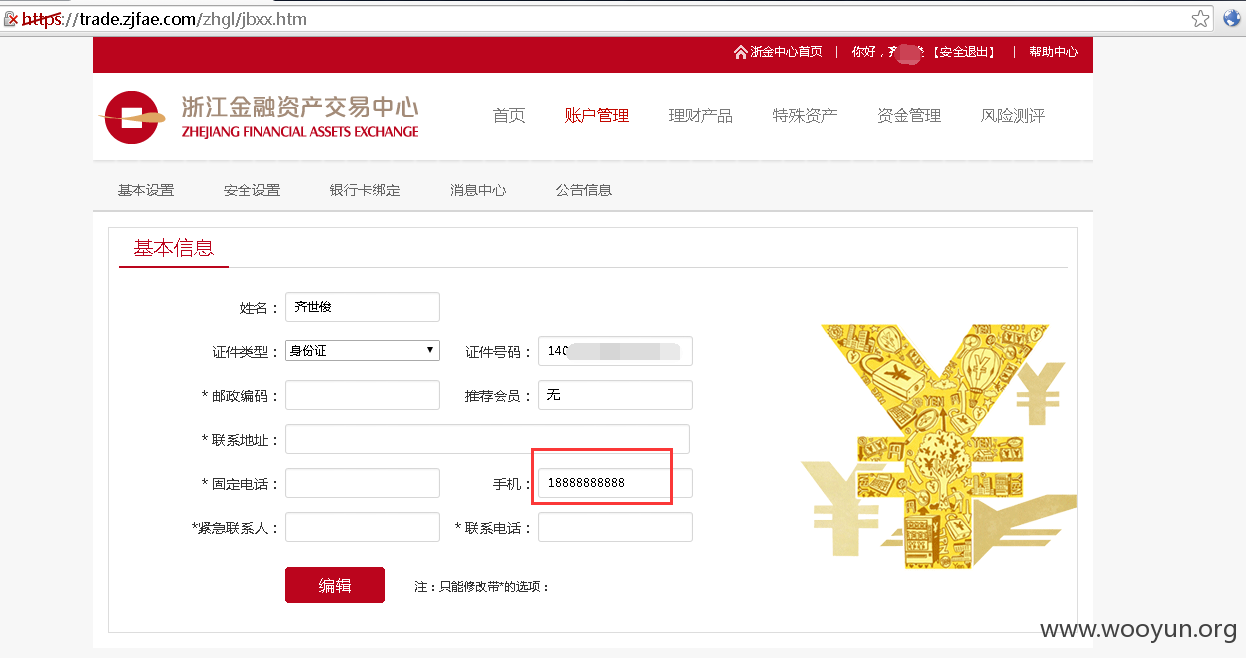 https://trade.zjfae.com/zhgl/jbxx.htm
浙金中心首页 | 你好, 【安全退出】 | 帮助中心
浙江金融资产交易中心
ZHEJIANG FINANCIAL ASSETS EXCHANGE
首页 账户管理 理财产品 特殊资产 资金管理 风险测评
基本设置 安全设置 银行卡绑定 消息中心 公告信息
基本信息
姓名: 齐世俊
证件类型: 身份证 证件号码: 140
* 邮政编码: 推荐会员: 无
* 联系地址:
* 固定电话: 手机: 18888888888
*紧急联系人: * 联系电话:
编辑 注:只能修改带*的选项:
www.wooyun.org